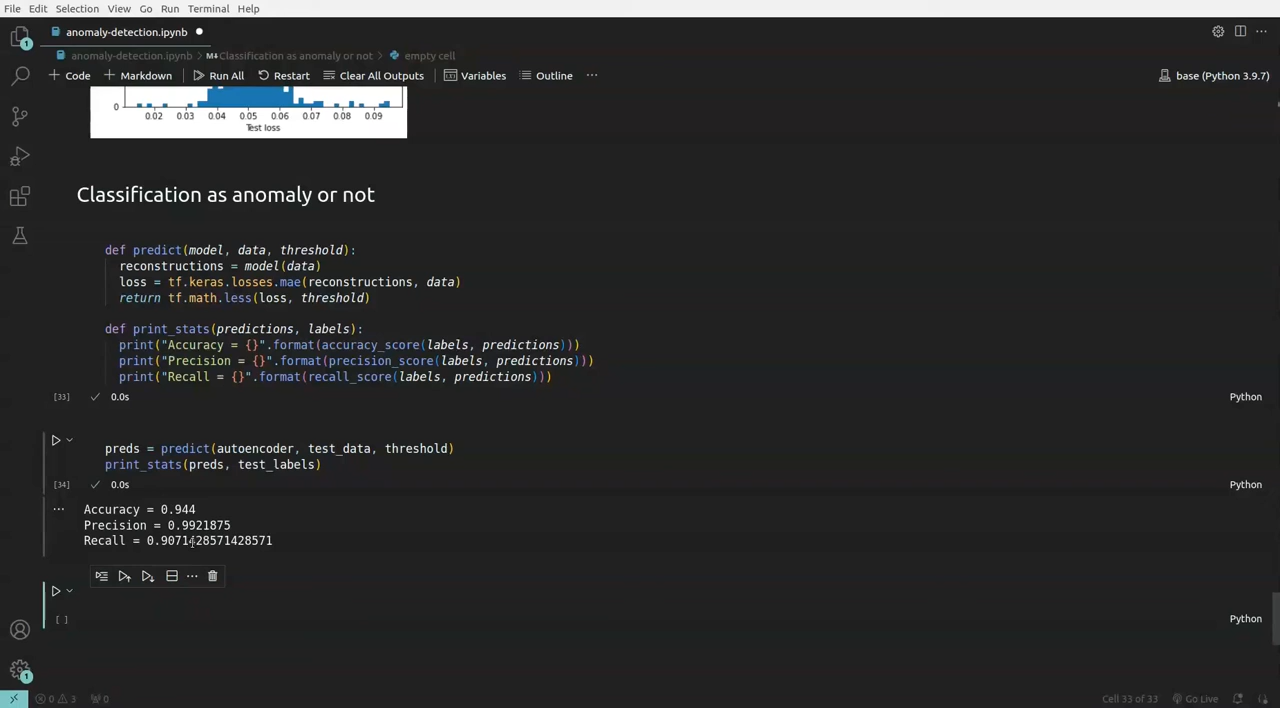 File Edit Selection View Go Run Terminal Help
anomaly-detection.ipynb
anomaly-detection.ipynb > M↓ Classification as anomaly or not > empty cell
+ Code + Markdown Run All Restart Clear All Outputs Variables Outline ... base (Python 3.9.7)
0
0.02 0.03 0.04 0.05 0.06 0.07 0.08 0.09
Test loss
Classification as anomaly or not
def predict(model, data, threshold):
reconstructions = model(data)
loss = tf.keras.losses.mae(reconstructions, data)
return tf.math.less(loss, threshold)
def print_stats(predictions, labels):
print("Accuracy = {}".format(accuracy_score(labels, predictions)))
print("Precision = {}".format(precision_score(labels, predictions)))
print("Recall = {}".format(recall_score(labels, predictions)))
[33] 0.0s Python
preds = predict(autoencoder, test_data, threshold)
print_stats(preds, test_labels)
[34] 0.0s Python
... Accuracy = 0.944
Precision = 0.9921875
Recall = 0.9071428571428571
[ ] Python
1
1
0 3 0 Cell 33 of 33 Go Live